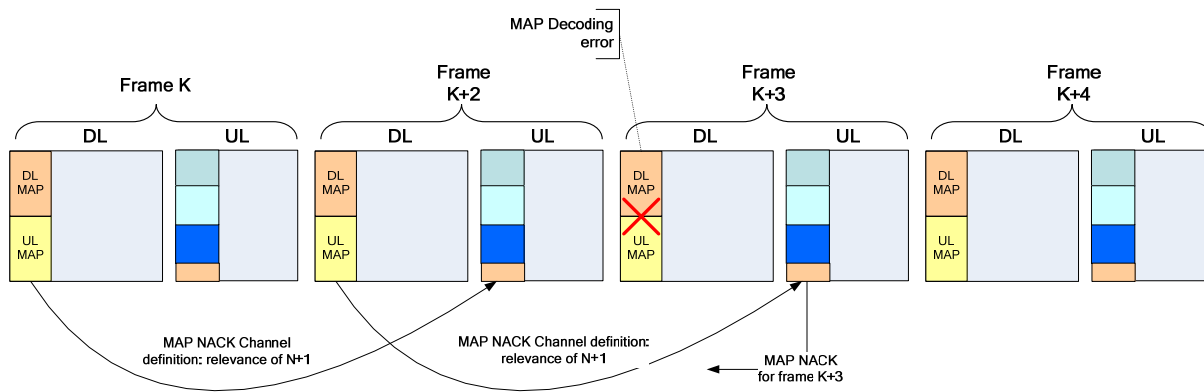 MAP Decoding
error
Frame K
Frame
K+2
Frame
K+3
Frame
K+4
DL
UL
DL
UL
DL
UL
DL
UL
DL
MAP
UL
MAP
DL
MAP
UL
MAP
DL
MAP
UL
MAP
DL
MAP
UL
MAP
MAP NACK Channel
definition: relevance of N+1
MAP NACK Channel definition:
relevance of N+1
MAP NACK
for frame K+3